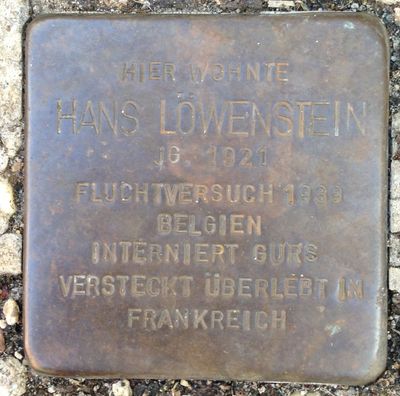 HIER WOHNTE
HANS LÖWENSTEIN
JG. 1921
FLUCHTVERSUCH 1939
BELGIEN
INTERNIERT GURS
VERSTECKT ÜBERLEBT IN
FRANKREICH